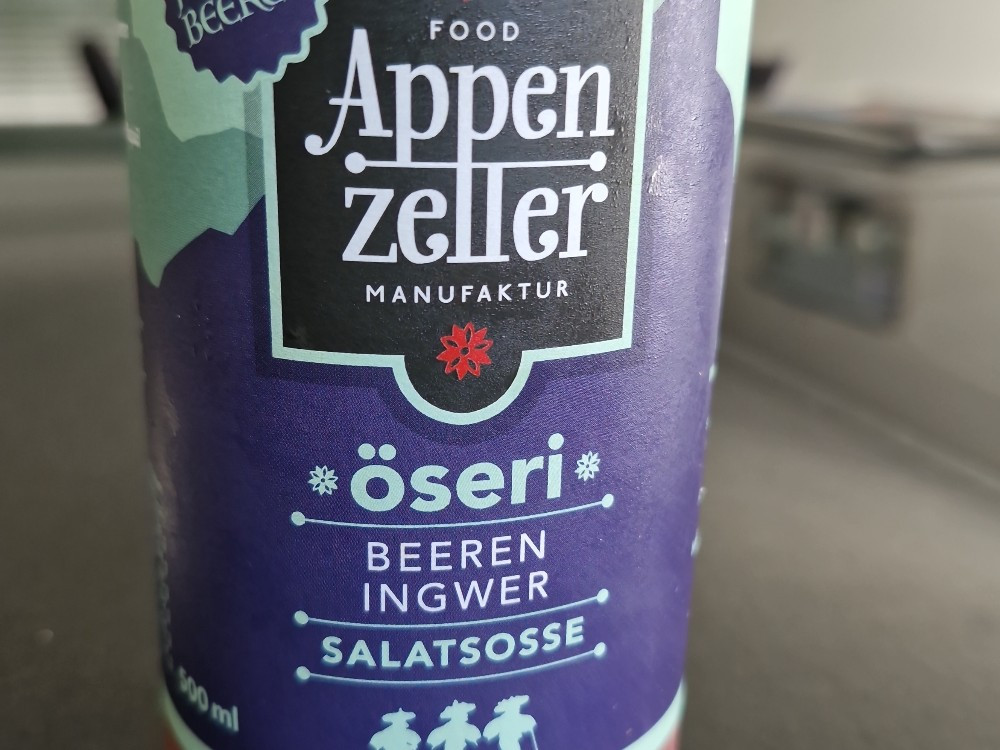 FOOD
Appen
zeller
MANUFAKTUR
öseri
BEEREN
INGWER
SALATSOSSE
500 ml